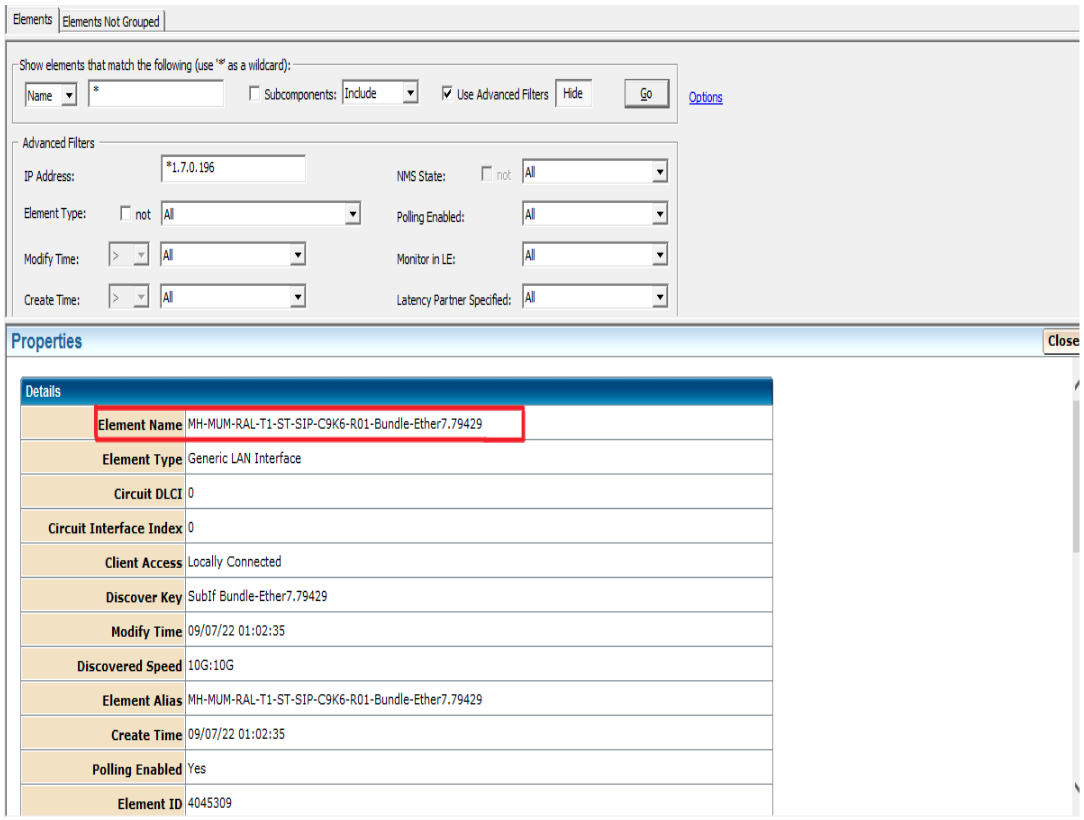 Elements Elements Not Grouped
Show elements that match the following (use '*' as a wildcard):
Name * Subcomponents: Include Use Advanced Filters Hide Go Options
Advanced Filters
IP Address: *1.7.0.196 NMS State: not All
Element Type: not All Polling Enabled: All
Modify Time: > All Monitor in LE: All
Create Time: > All Latency Partner Specified: All
Properties Close
Details
Element Name MH-MUM-RAL-T1-ST-SIP-C9K6-R01-Bundle-Ether7.79429
Element Type Generic LAN Interface
Circuit DLCI 0
Circuit Interface Index 0
Client Access Locally Connected
Discover Key SubIf Bundle-Ether7.79429
Modify Time 09/07/22 01:02:35
Discovered Speed 10G:10G
Element Alias MH-MUM-RAL-T1-ST-SIP-C9K6-R01-Bundle-Ether7.79429
Create Time 09/07/22 01:02:35
Polling Enabled Yes
Element ID 4045309